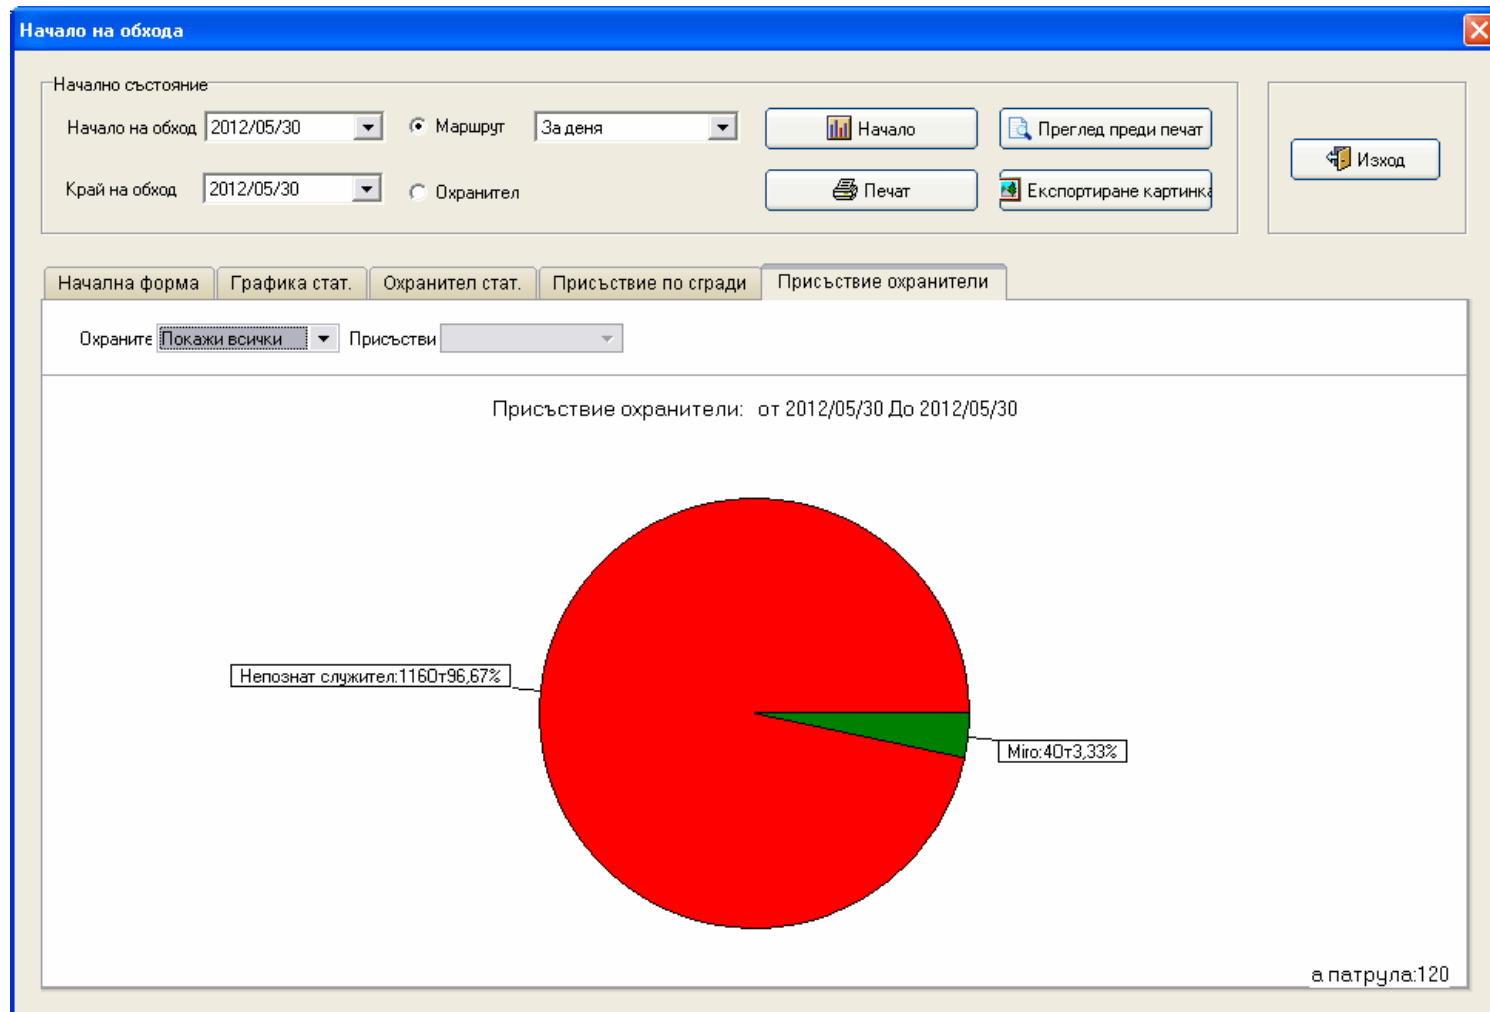 Начало на обхода
Начално състояние
Начало на обход 2012/05/30 Маршрут За деня Начало Преглед преди печат
Изход
Край на обход 2012/05/30 Охранител Печат Експортиране картинка
Начална форма Графика стат. Охранител стат. Присъствие по сгради Присъствие охранители
Охраните Покажи всички Присъстви
Присъствие охранители: от 2012/05/30 До 2012/05/30
Непознат служител:116От96,67%
Miro:4От3,33%
а патрула:120